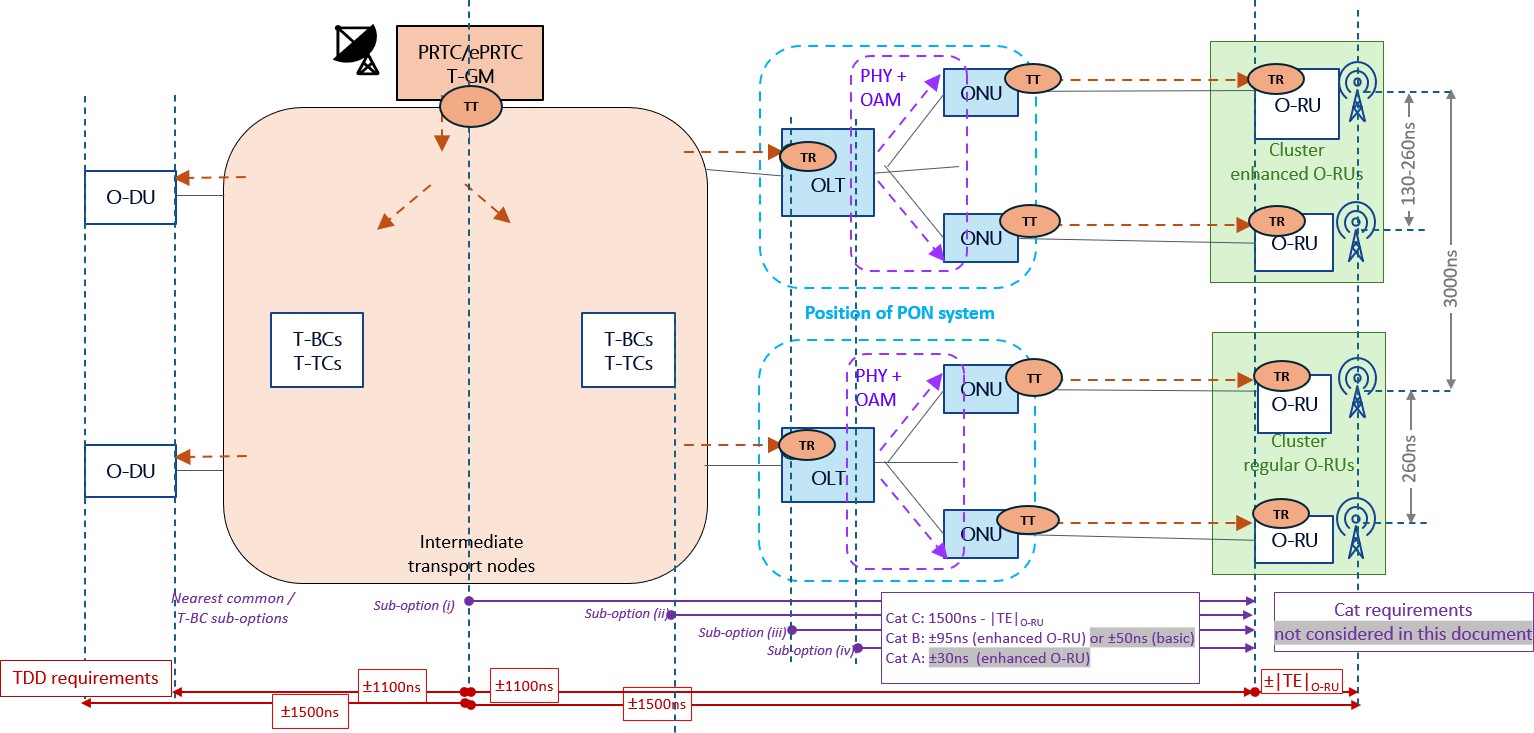 PRTC/ePRTC
T-GM
TT
O-DU
O-DU
T-BCs
T-TCs
T-BCs
T-TCs
Intermediate
transport nodes
PHY +
OAM
TR
OLT
ONU
TT
ONU
TT
Position of PON system
PHY +
OAM
TR
OLT
ONU
TT
ONU
TT
TR
O-RU
Cluster
enhanced O-RUs
TR
O-RU
130-260ns
3000ns
TR
O-RU
Cluster
regular O-RUs
TR
O-RU
260ns
Nearest common /
T-BC sub-options
Sub-option (i)
Sub-option (ii)
Sub-option (iii)
Sub-option (iv)
Cat C: 1500ns - |TE|O-RU
Cat B: ±95ns (enhanced O-RU) or ±50ns (basic)
Cat A: ±30ns (enhanced O-RU)
Cat requirements
not considered in this document
TDD requirements
±1100ns
±1100ns
±|TE|O-RU
±1500ns
±1500ns